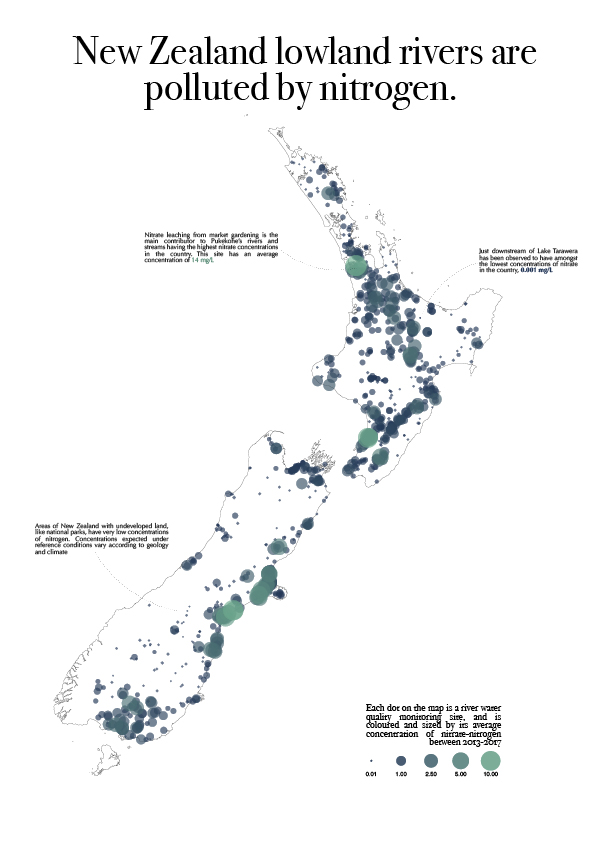 New Zealand lowland rivers are
polluted by nitrogen.
Nitrate leaching from market gardening is the
main contributor to Pukekohe's rivers and
streams having the highest nitrate concentrations
in the country. This site has an average
concentration of 14 mg/L
Just downstream of Lake Tarawera
has been observed to have amongst
the lowest concentrations of nitrate
in the country, 0.001 mg/L
Areas of New Zealand with undeveloped land,
like national parks, have very low concentrations
of nitrogen. Concentrations expected under
reference conditions vary according to geology
and climate
Each dot on the map is a river water
quality monitoring site, and is
coloured and sized by its average
concentration of nitrate-nitrogen
between 2013-2017
0.01 1.00 2.50 5.00 10.00